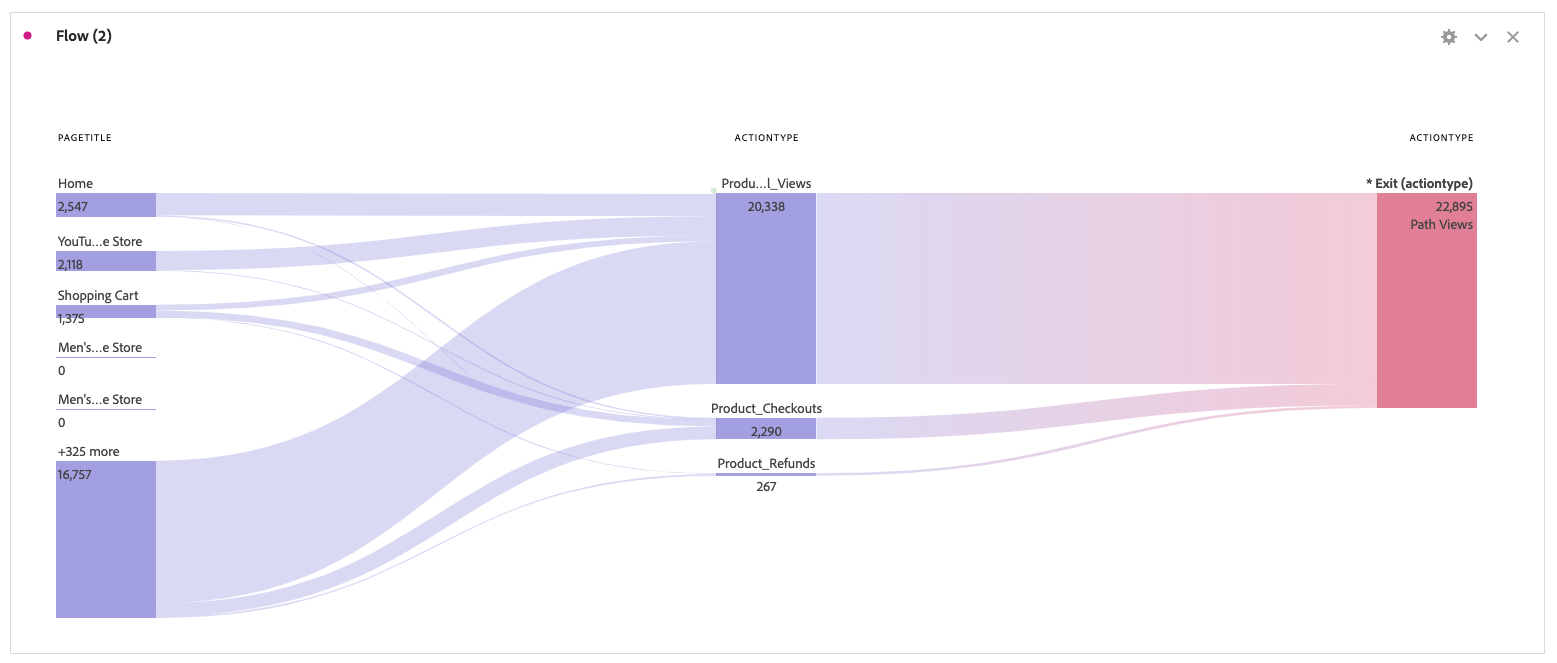 Flow (2)
PAGETITLE
ACTIONTYPE
ACTIONTYPE
Home
2,547
YouTu...e Store
2,118
Shopping Cart
1,375
Men's...e Store
0
Men's...e Store
0
+325 more
16,757
Produ...l_Views
20,338
Product_Checkouts
2,290
Product_Refunds
267
* Exit (actiontype)
22,895
Path Views